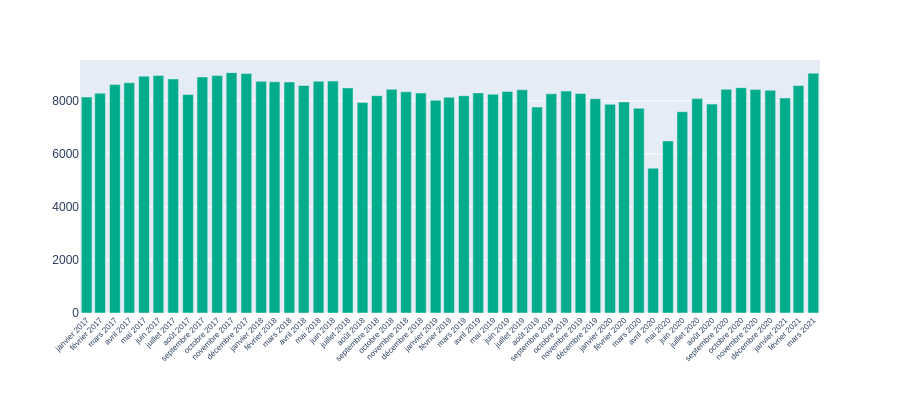 8000
6000
4000
2000
0
janvier 2017
février 2017
mars 2017
avril 2017
mai 2017
juin 2017
juillet 2017
août 2017
septembre 2017
octobre 2017
novembre 2017
décembre 2017
janvier 2018
février 2018
mars 2018
avril 2018
mai 2018
juin 2018
juillet 2018
août 2018
septembre 2018
octobre 2018
novembre 2018
décembre 2018
janvier 2019
février 2019
mars 2019
avril 2019
mai 2019
juin 2019
juillet 2019
août 2019
septembre 2019
octobre 2019
novembre 2019
décembre 2019
janvier 2020
février 2020
mars 2020
avril 2020
mai 2020
juin 2020
juillet 2020
août 2020
septembre 2020
octobre 2020
novembre 2020
décembre 2020
janvier 2021
février 2021
mars 2021